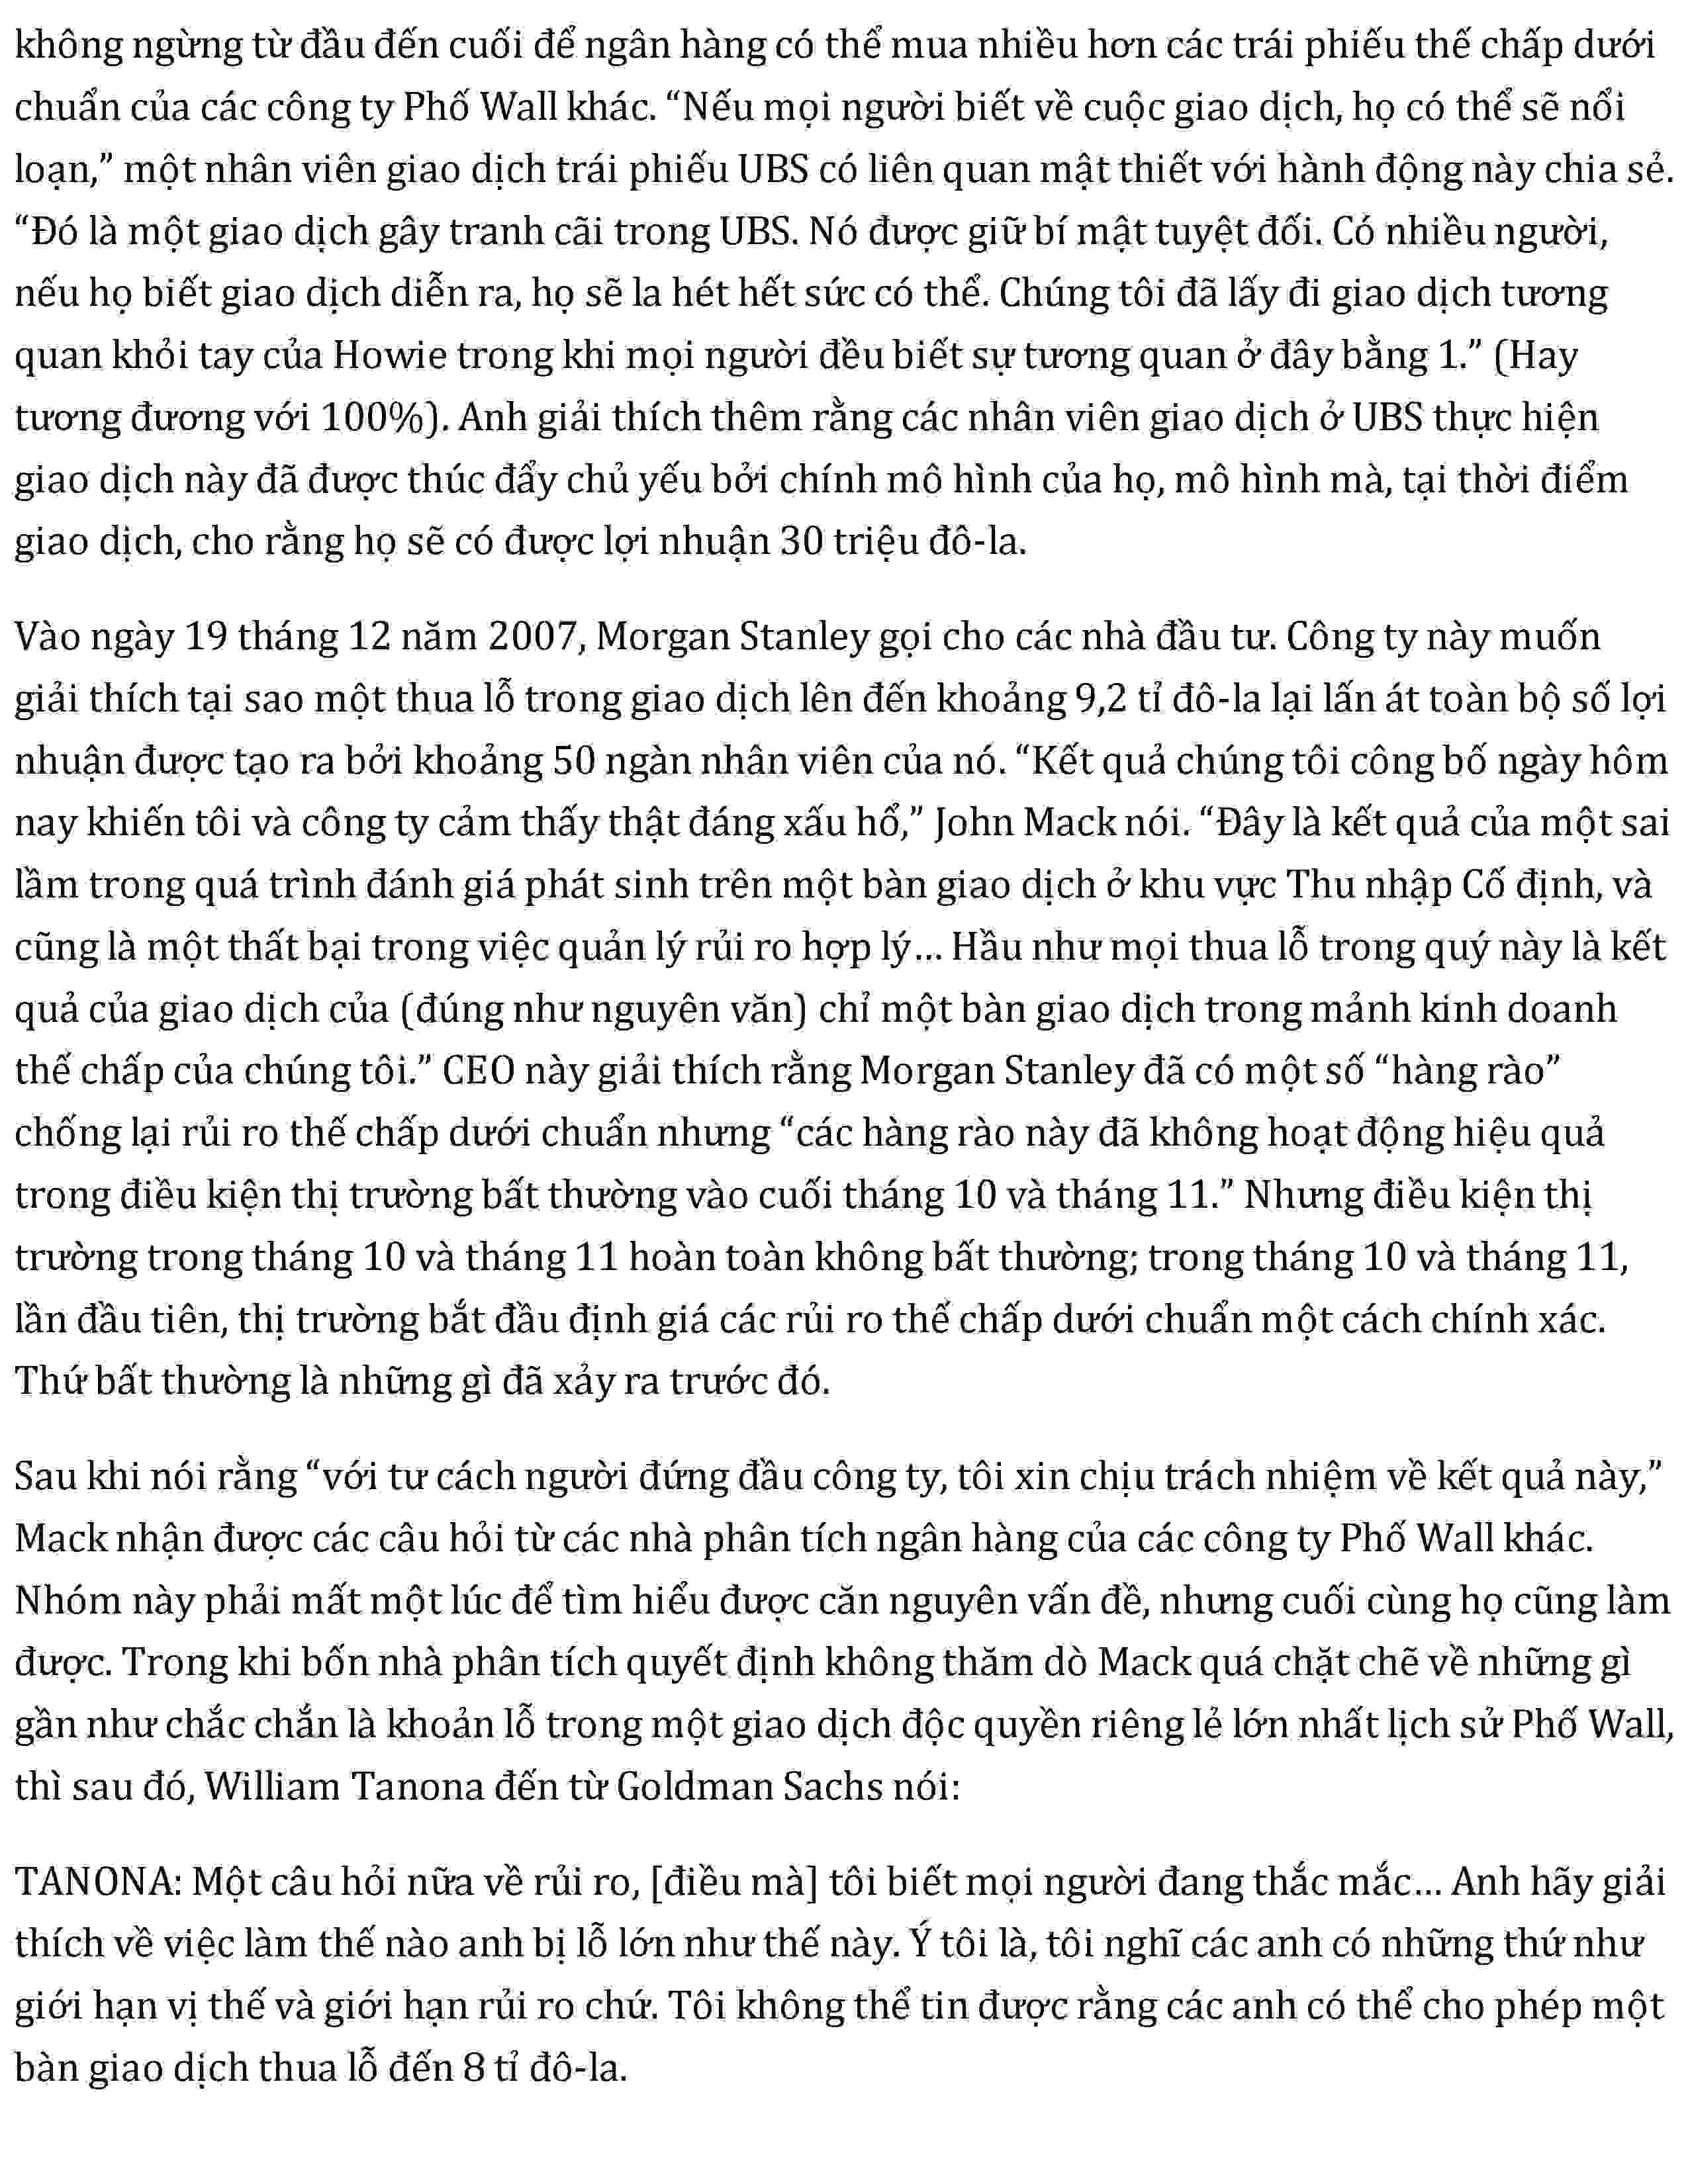 không ngừng từ đầu đến cuối để ngân hàng có thể mua nhiều hơn các trái phiếu thế chấp dưới
chuẩn của các công ty Phố Wall khác. “Nếu mọi người biết về cuộc giao dịch, họ có thể sẽ nổi
loạn,” một nhân viên giao dịch trái phiếu UBS có liên quan mật thiết với hành động này chia sẻ.
“Đó là một giao dịch gây tranh cãi trong UBS. Nó được giữ bí mật tuyệt đối. Có nhiều người,
nếu họ biết giao dịch diễn ra, họ sẽ la hét hết sức có thể. Chúng tôi đã lấy đi giao dịch tương
quan khỏi tay của Howie trong khi mọi người đều biết sự tương quan ở đây bằng 1.” (Hay
tương đương với 100%). Anh giải thích thêm rằng các nhân viên giao dịch ở UBS thực hiện
giao dịch này đã được thúc đẩy chủ yếu bởi chính mô hình của họ, mô hình mà, tại thời điểm
giao dịch, cho rằng họ sẽ có được lợi nhuận 30 triệu đô-la.
Vào ngày 19 tháng 12 năm 2007, Morgan Stanley gọi cho các nhà đầu tư. Công ty này muốn
giải thích tại sao một thua lỗ trong giao dịch lên đến khoảng 9,2 tỉ đô-la lại lấn át toàn bộ số lợi
nhuận được tạo ra bởi khoảng 50 ngàn nhân viên của nó. “Kết quả chúng tôi công bố ngày hôm
nay khiến tôi và công ty cảm thấy thật đáng xấu hổ,” John Mack nói. “Đây là kết quả của một sai
lầm trong quá trình đánh giá phát sinh trên một bàn giao dịch ở khu vực Thu nhập Cố định, và
cũng là một thất bại trong việc quản lý rủi ro hợp lý… Hầu như mọi thua lỗ trong quý này là kết
quả của giao dịch của (đúng như nguyên văn) chỉ một bàn giao dịch trong mảnh kinh doanh
thế chấp của chúng tôi.” CEO này giải thích rằng Morgan Stanley đã có một số “hàng rào”
chống lại rủi ro thế chấp dưới chuẩn nhưng “các hàng rào này đã không hoạt động hiệu quả
trong điều kiện thị trường bất thường vào cuối tháng 10 và tháng 11.” Nhưng điều kiện thị
trường trong tháng 10 và tháng 11 hoàn toàn không bất thường; trong tháng 10 và tháng 11,
lần đầu tiên, thị trường bắt đầu định giá các rủi ro thế chấp dưới chuẩn một cách chính xác.
Thứ bất thường là những gì đã xảy ra trước đó.
Sau khi nói rằng “với tư cách người đứng đầu công ty, tôi xin chịu trách nhiệm về kết quả này,”
Mack nhận được các câu hỏi từ các nhà phân tích ngân hàng của các công ty Phố Wall khác.
Nhóm này phải mất một lúc để tìm hiểu được căn nguyên vấn đề, nhưng cuối cùng họ cũng làm
được. Trong khi bốn nhà phân tích quyết định không thăm dò Mack quá chặt chẽ về những gì
gần như chắc chắn là khoản lỗ trong một giao dịch độc quyền riêng lẻ lớn nhất lịch sử Phố Wall,
thì sau đó, William Tanona đến từ Goldman Sachs nói:
TANONA: Một câu hỏi nữa về rủi ro, [điều mà] tôi biết mọi người đang thắc mắc… Anh hãy giải
thích về việc làm thế nào anh bị lỗ lớn như thế này. Ý tôi là, tôi nghĩ các anh có những thứ như
giới hạn vị thế và giới hạn rủi ro chứ. Tôi không thể tin được rằng các anh có thể cho phép một
bàn giao dịch thua lỗ đến 8 tỉ đô-la.